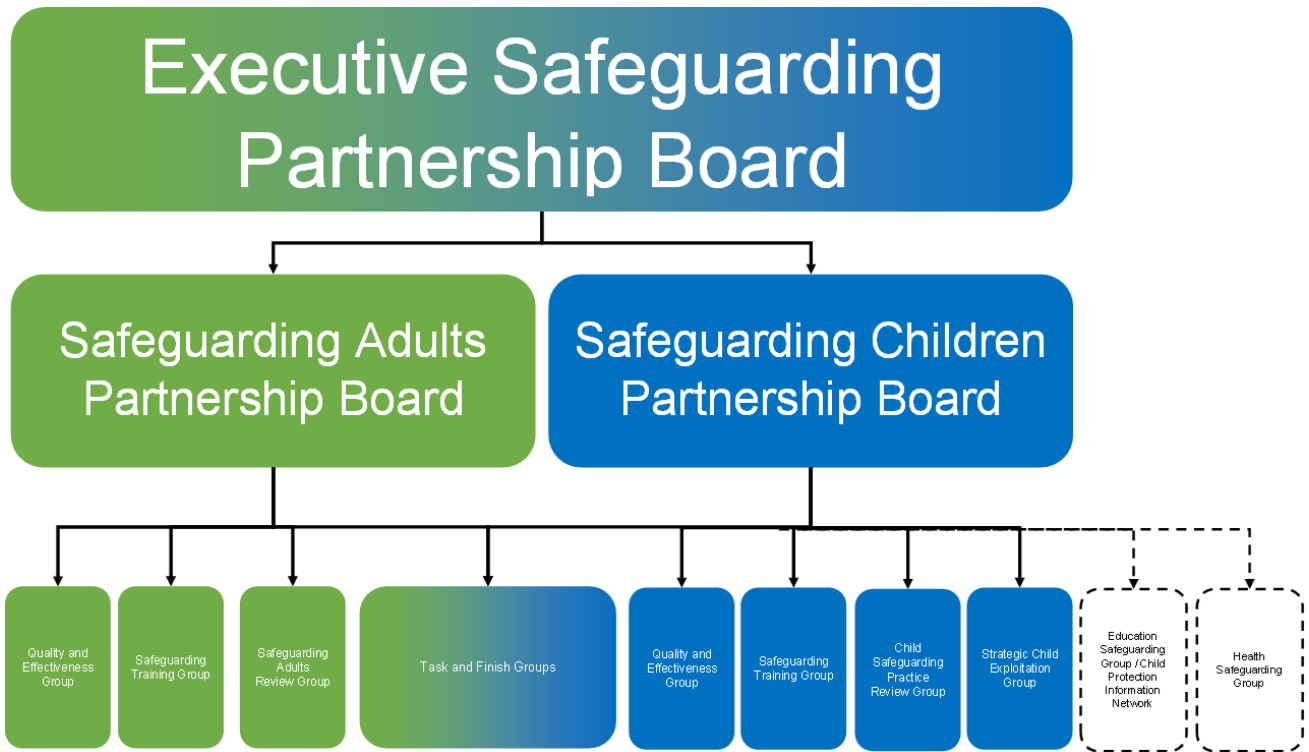 Executive Safeguarding
Partnership Board
Safeguarding Adults
Partnership Board
Safeguarding Children
Partnership Board
Quality and
Effectiveness
Group
Safeguarding
Training Group
Safeguarding
Adults
Review Group
Task and Finish Groups
Quality and
Effectiveness
Group
Safeguarding
Training Group
Child
Safeguarding
Practice
Review Group
Strategic Child
Exploitation
Group
Education
Safeguarding
Group / Child
Protection
Information
Network
Health
Safeguarding
Group